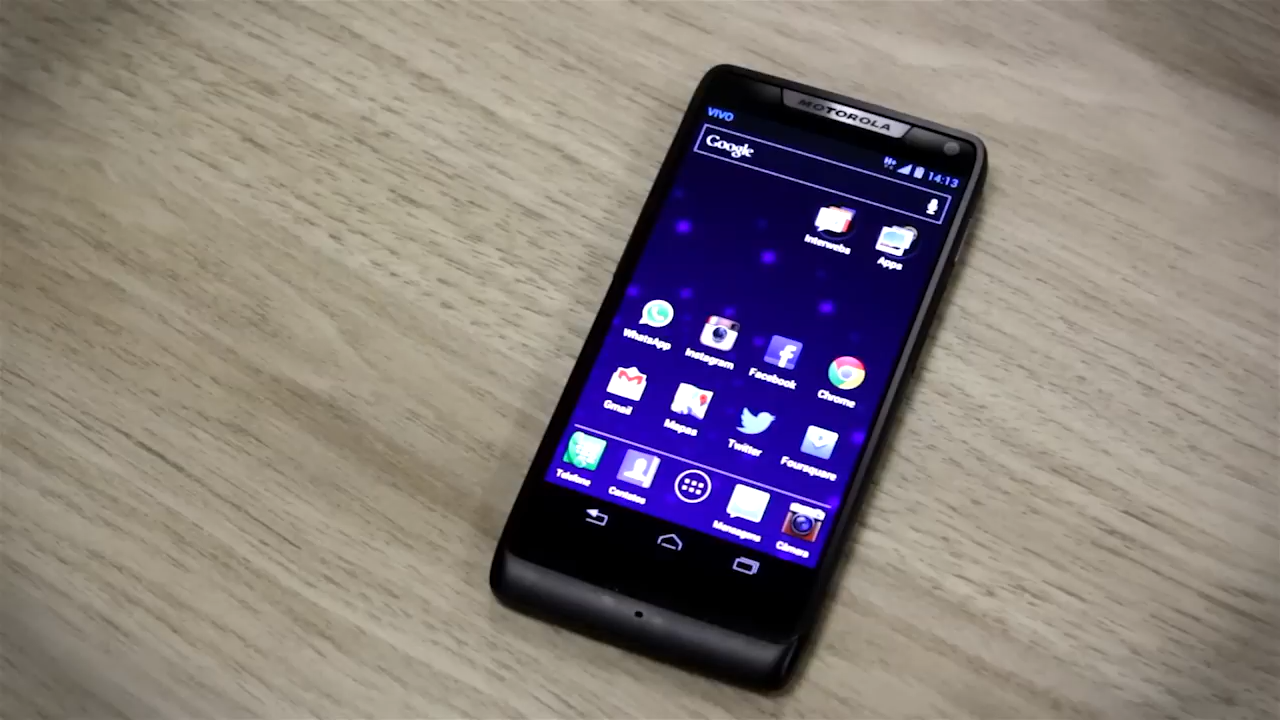 MOTOROLA
VIVO
H+ 14:13
Google
Interwebs Apps
WhatsApp Instagram Facebook Chrome
Gmail Mapas Twitter Foursquare
Telefone Contatos Mensagens Câmera